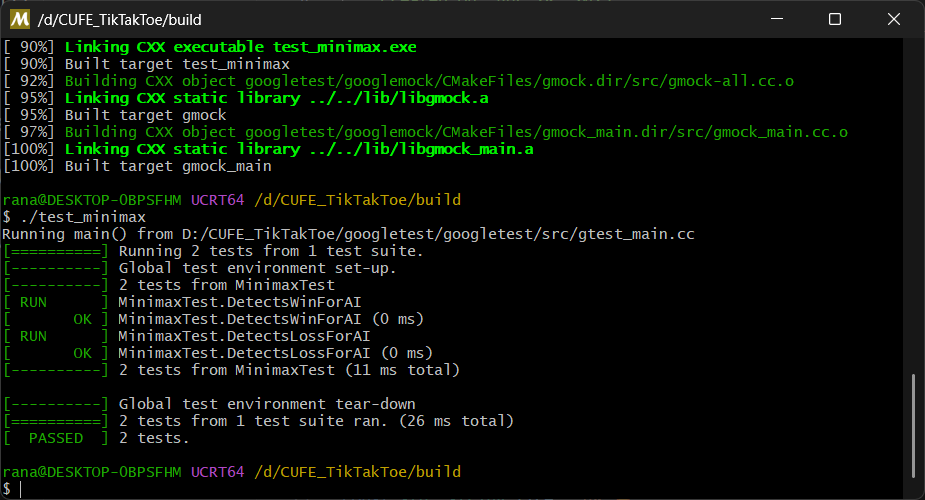 M /d/CUFE_TikTakToe/build
[ 90%] Linking CXX executable test_minimax.exe
[ 90%] Built target test_minimax
[ 92%] Building CXX object googletest/googlemock/CMakeFiles/gmock.dir/src/gmock-all.cc.o
[ 95%] Linking CXX static library ../../lib/libgmock.a
[ 95%] Built target gmock
[ 97%] Building CXX object googletest/googlemock/CMakeFiles/gmock_main.dir/src/gmock_main.cc.o
[100%] Linking CXX static library ../../lib/libgmock_main.a
[100%] Built target gmock_main
rana@DESKTOP-OBPSFHM UCRT64 /d/CUFE_TikTakToe/build
$ ./test_minimax
Running main() from D:/CUFE_TikTakToe/googletest/googletest/src/gtest_main.cc
[==========] Running 2 tests from 1 test suite.
[----------] Global test environment set-up.
[----------] 2 tests from MinimaxTest
[ RUN      ] MinimaxTest.DetectsWinForAI
[       OK ] MinimaxTest.DetectsWinForAI (0 ms)
[ RUN      ] MinimaxTest.DetectsLossForAI
[       OK ] MinimaxTest.DetectsLossForAI (0 ms)
[----------] 2 tests from MinimaxTest (11 ms total)
[----------] Global test environment tear-down
[==========] 2 tests from 1 test suite ran. (26 ms total)
[  PASSED  ] 2 tests.
rana@DESKTOP-OBPSFHM UCRT64 /d/CUFE_TikTakToe/build
$